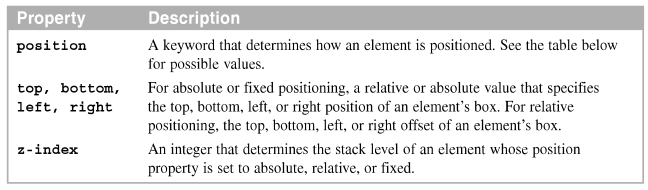 Property Description
position A keyword that determines how an element is positioned. See the table below
for possible values.
top, bottom, For absolute or fixed positioning, a relative or absolute value that specifies
left, right the top, bottom, left, or right position of an element's box. For relative
positioning, the top, bottom, left, or right offset of an element's box.
z-index An integer that determines the stack level of an element whose position
property is set to absolute, relative, or fixed.